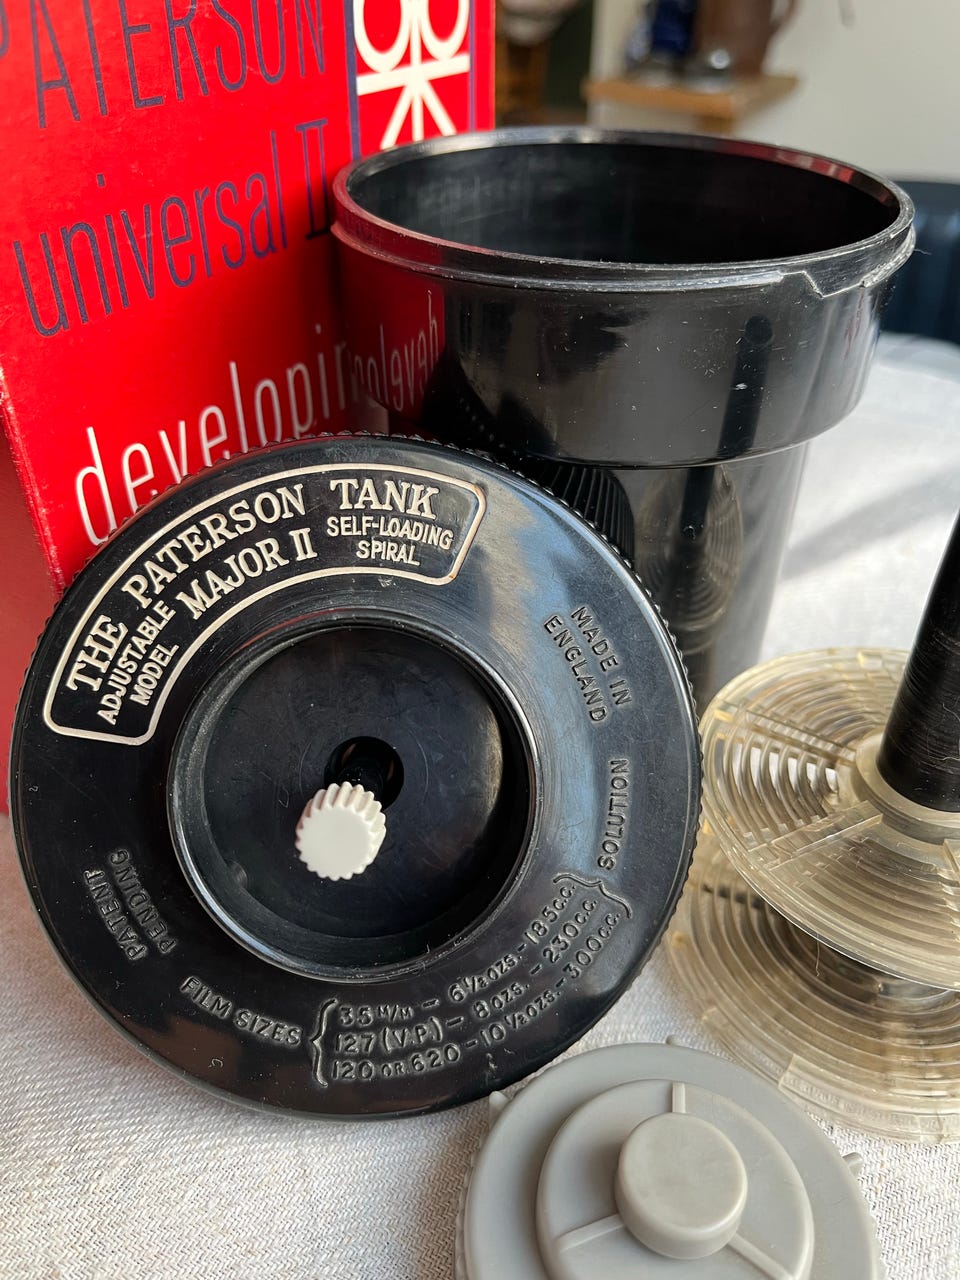 PATERSON
universal II
developin
THE PATERSON TANK
ADJUSTABLE MODEL
MAJOR II
SELF-LOADING
SPIRAL
MADE IN
ENGLAND
PATENT
PENDING
FILM SIZES
35 M/M – 6½ OZS. – 185 C.C.
127 (V.P.) – 8 OZS. – 230 C.C.
120 OR 620 – 10½ OZS. – 300 C.C.
SOLUTION